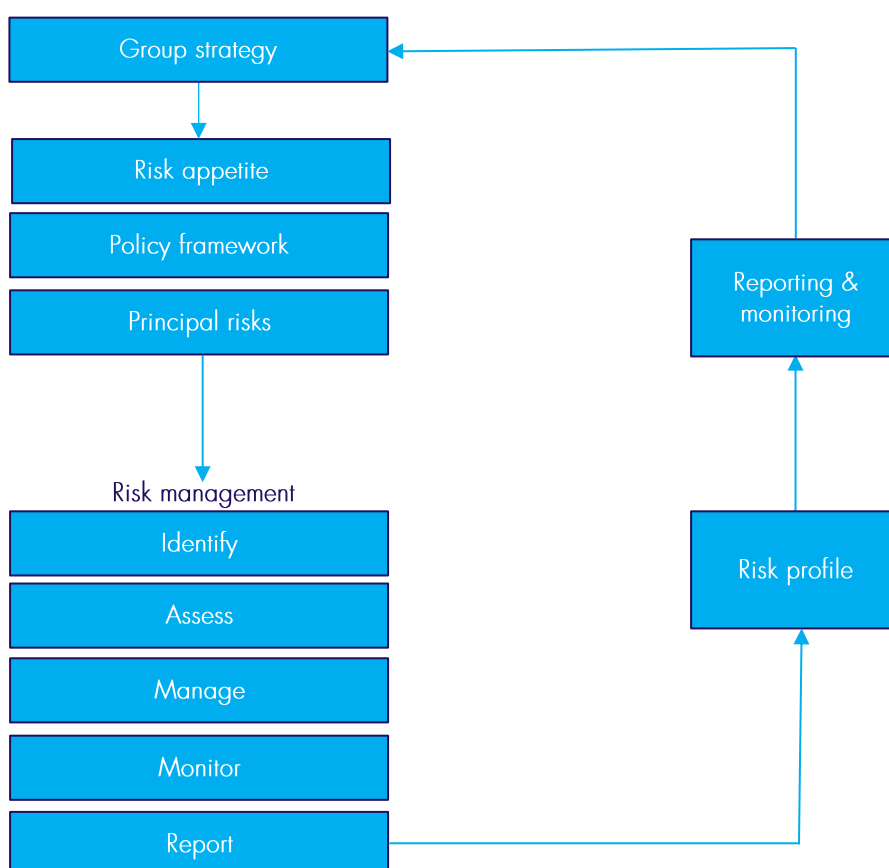 Group strategy
Risk appetite
Policy framework
Principal risks
Risk management
Identify
Assess
Manage
Monitor
Report
Risk profile
Reporting &
monitoring